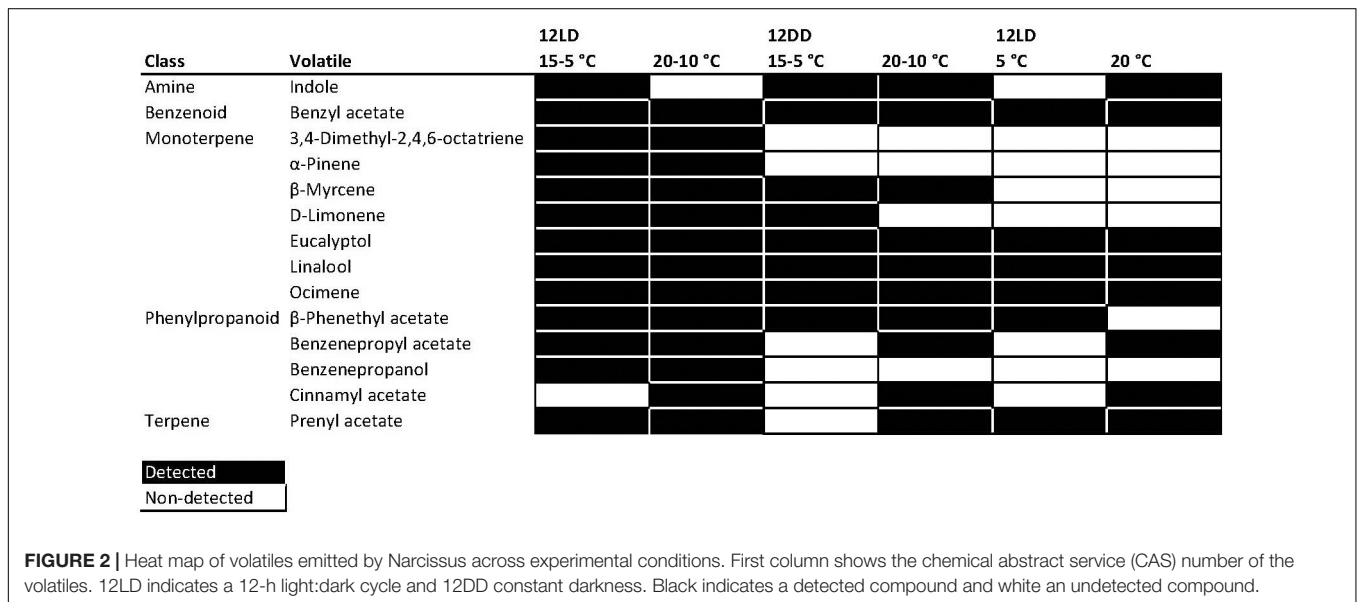 12LD 12DD 12LD
Class Volatile 15-5 °C 20-10 °C 15-5 °C 20-10 °C 5 °C 20 °C
Amine Indole
Benzenoid Benzyl acetate
Monoterpene 3,4-Dimethyl-2,4,6-octatriene
α-Pinene
β-Myrcene
D-Limonene
Eucalyptol
Linalool
Ocimene
Phenylpropanoid β-Phenethyl acetate
Benzenepropyl acetate
Benzenepropanol
Cinnamyl acetate
Terpene Prenyl acetate
Detected
Non-detected
FIGURE 2 | Heat map of volatiles emitted by Narcissus across experimental conditions. First column shows the chemical abstract service (CAS) number of the
volatiles. 12LD indicates a 12-h light:dark cycle and 12DD constant darkness. Black indicates a detected compound and white an undetected compound.